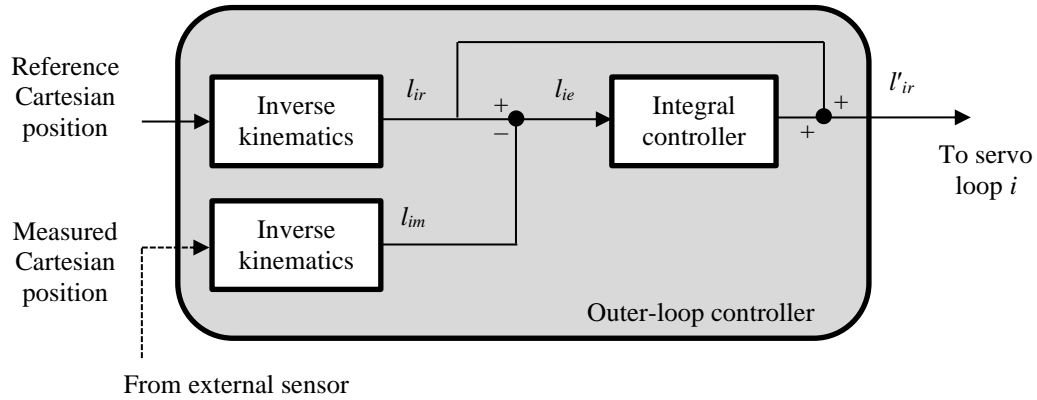 Reference
Cartesian
position
Inverse
kinematics
l_ir
+
−
l_ie
Integral
controller
+
+
l'_ir
To servo
loop i
Measured
Cartesian
position
Inverse
kinematics
l_im
Outer-loop controller
From external sensor